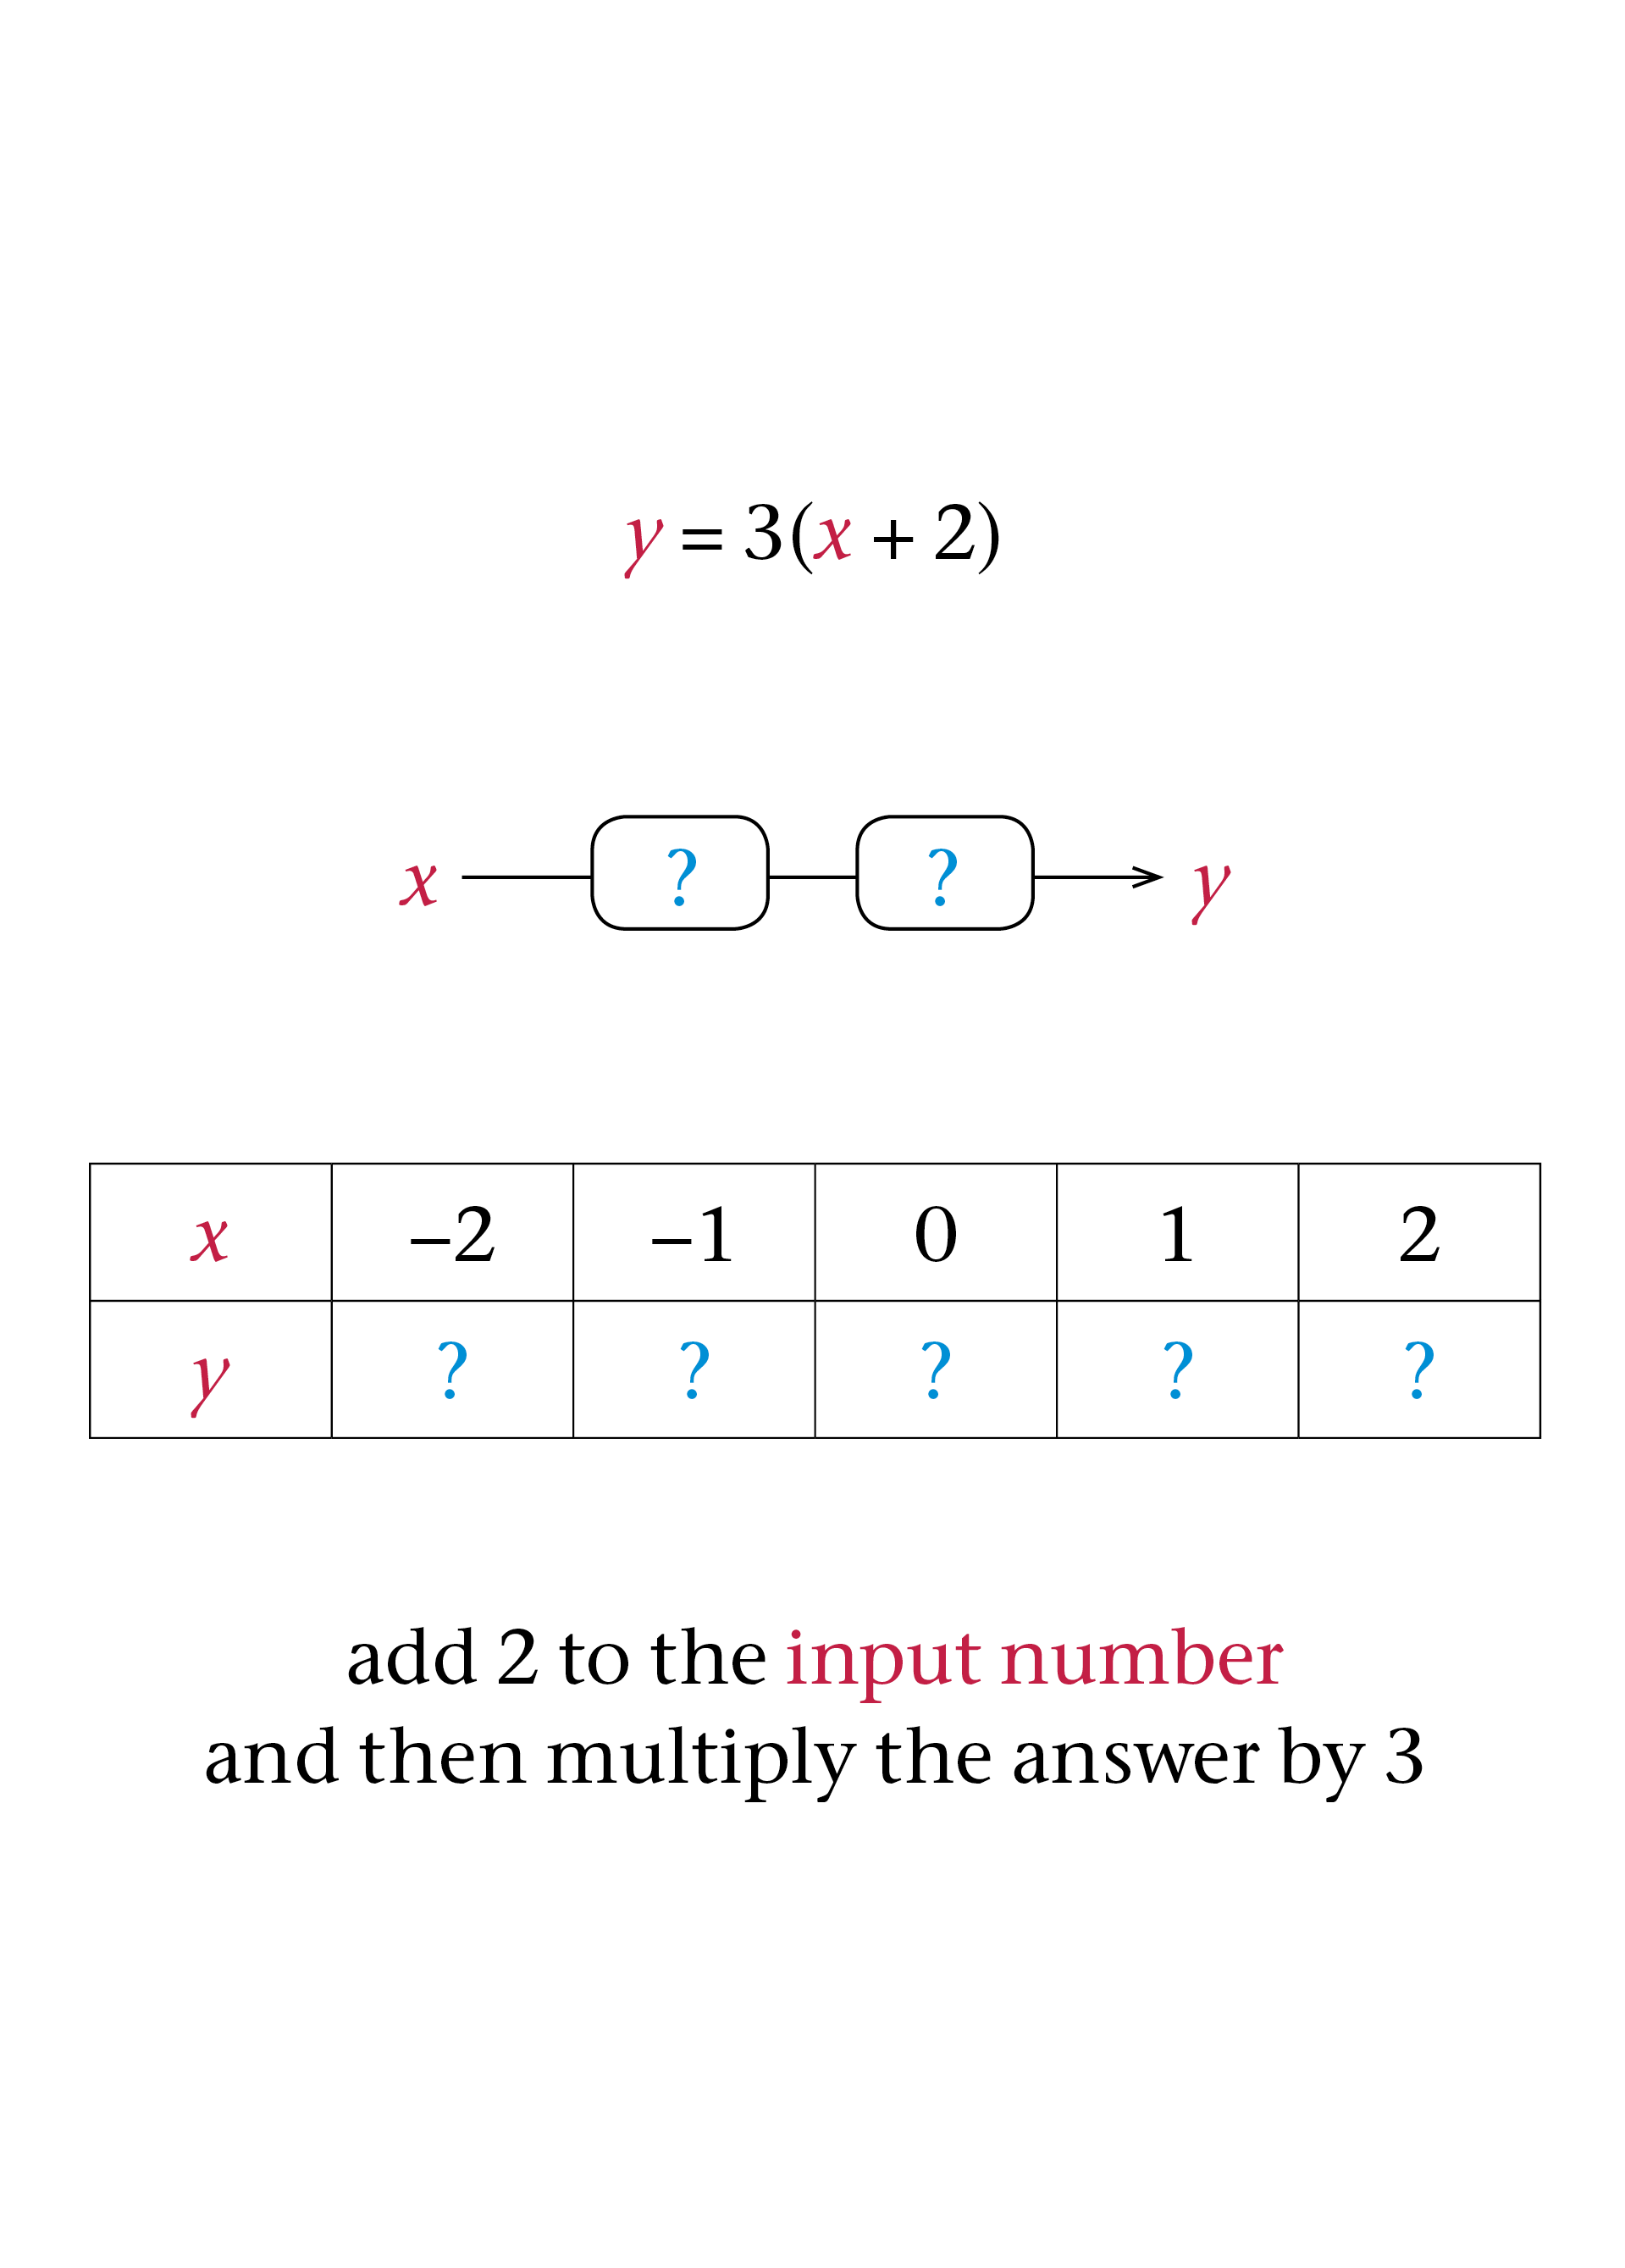 y = 3(x + 2)
x ? ? y
x –2 –1 0 1 2
y ? ? ? ? ?
add 2 to the input number
and then multiply the answer by 3